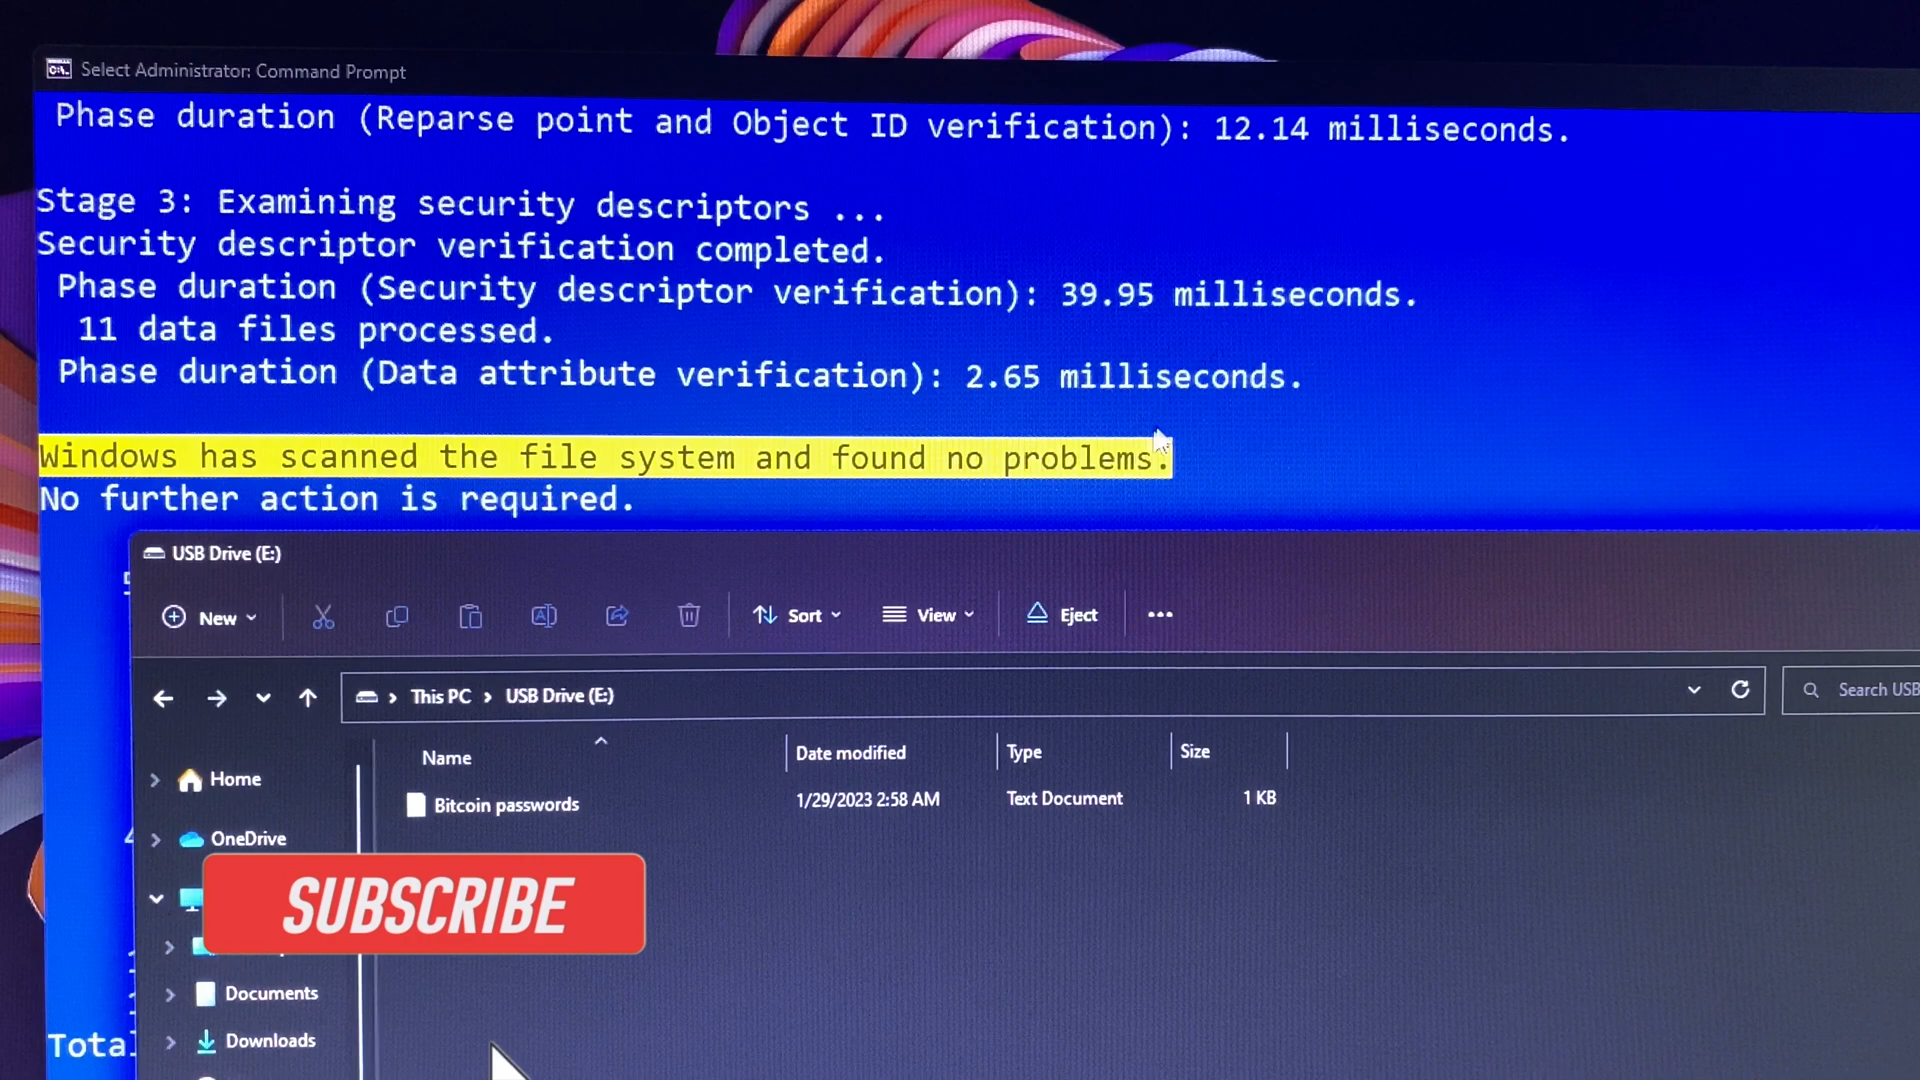 Select Administrator: Command Prompt
Phase duration (Reparse point and Object ID verification): 12.14 milliseconds.
Stage 3: Examining security descriptors ...
Security descriptor verification completed.
Phase duration (Security descriptor verification): 39.95 milliseconds.
11 data files processed.
Phase duration (Data attribute verification): 2.65 milliseconds.
Windows has scanned the file system and found no problems.
No further action is required.
USB Drive (E:)
New
Sort
View
Eject
This PC > USB Drive (E:)
Search USB
Name
Date modified
Type
Size
Home
Bitcoin passwords
1/29/2023 2:58 AM
Text Document
1 KB
OneDrive
SUBSCRIBE
Documents
Downloads